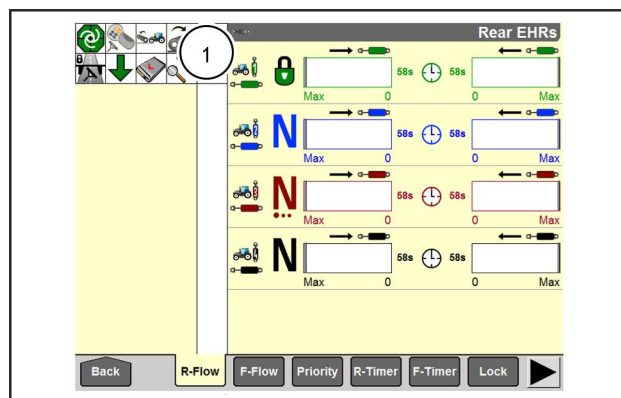 1
Rear EHRs
58s 58s
Max 0 0 Max
N 58s 58s
Max 0 0 Max
N 58s 58s
Max 0 0 Max
N 58s 58s
Max 0 0 Max
Back R-Flow F-Flow Priority R-Timer F-Timer Lock